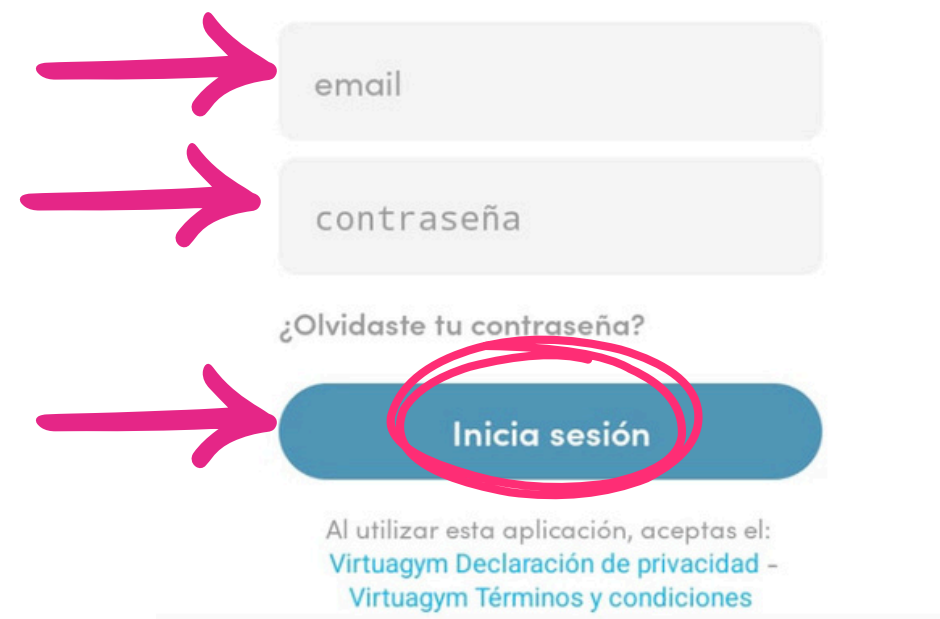 email
contraseña
¿Olvidaste tu contraseña?
Inicia sesión
Al utilizar esta aplicación, aceptas el:
Virtuagym Declaración de privacidad -
Virtuagym Términos y condiciones